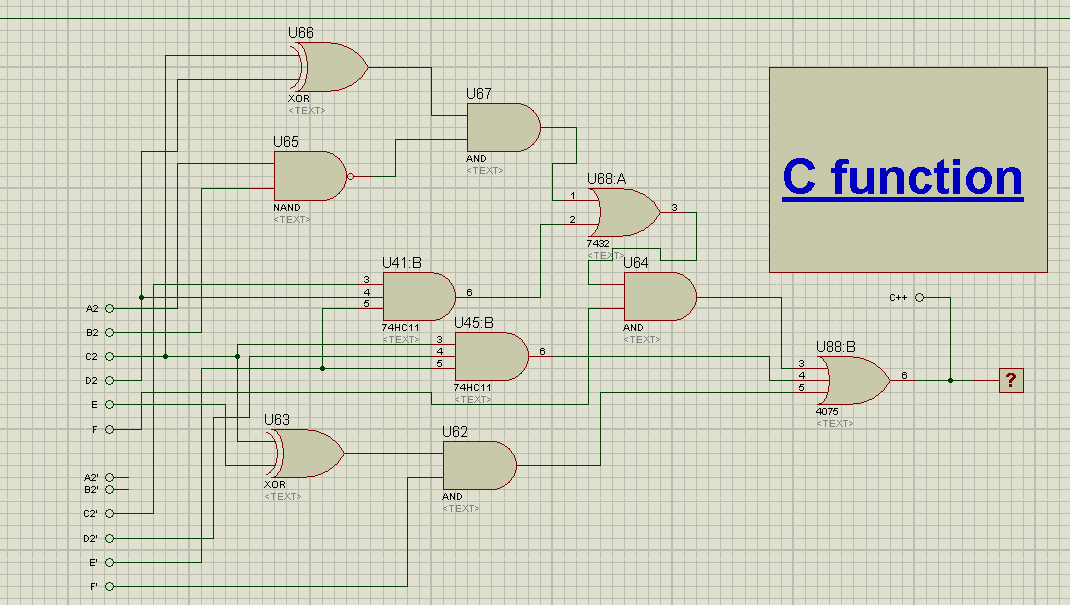 U66
XOR
<TEXT>
U67
AND
<TEXT>
U65
NAND
<TEXT>
U68:A
1
2
3
7432
<TEXT>
C function
U41:B
3
4
5
6
74HC11
<TEXT>
U64
AND
<TEXT>
C++
U45:B
3
4
5
6
74HC11
<TEXT>
U88:B
3
4
5
6
4075
<TEXT>
?
A2
B2
C2
D2
E
F
U63
XOR
<TEXT>
U62
AND
<TEXT>
A2'
B2'
C2'
D2'
E'
F'